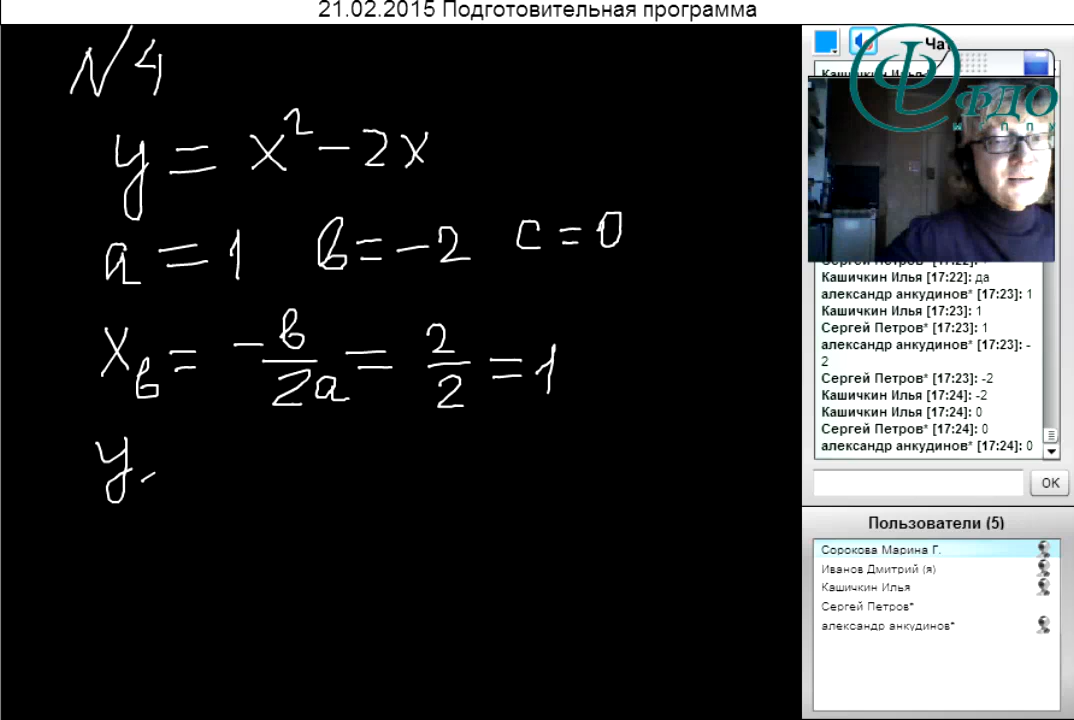 21.02.2015 Подготовительная программа
N4
y = x² - 2x
a = 1 b = -2 c = 0
x_b = -b/2a = 2/2 = 1
y
Чат
ФДО
МГППУ
Кашичкин Илья [17:22]: да
александр анкудинов* [17:23]: 1
Кашичкин Илья [17:23]: 1
Сергей Петров* [17:23]: 1
александр анкудинов* [17:23]: -
2
Сергей Петров* [17:23]: -2
Кашичкин Илья [17:24]: -2
Кашичкин Илья [17:24]: 0
Сергей Петров* [17:24]: 0
александр анкудинов* [17:24]: 0
OK
Пользователи (5)
Сорокова Марина Г.
Иванов Дмитрий (я)
Кашичкин Илья
Сергей Петров*
александр анкудинов*